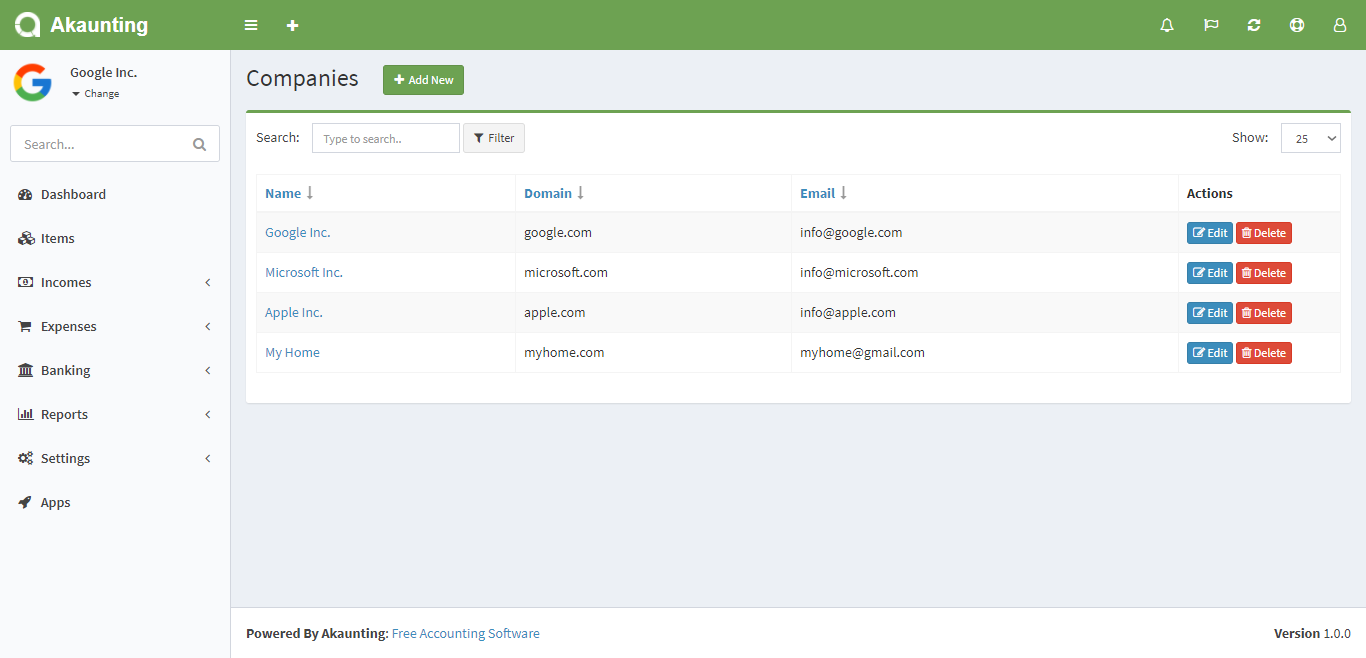 Akaunting
Google Inc.
Change
Search...
Dashboard
Items
Incomes
Expenses
Banking
Reports
Settings
Apps
Companies
Add New
Search: Type to search.. Filter Show: 25
Name Domain Email Actions
Google Inc. google.com info@google.com Edit Delete
Microsoft Inc. microsoft.com info@microsoft.com Edit Delete
Apple Inc. apple.com info@apple.com Edit Delete
My Home myhome.com myhome@gmail.com Edit Delete
Powered By Akaunting: Free Accounting Software Version 1.0.0